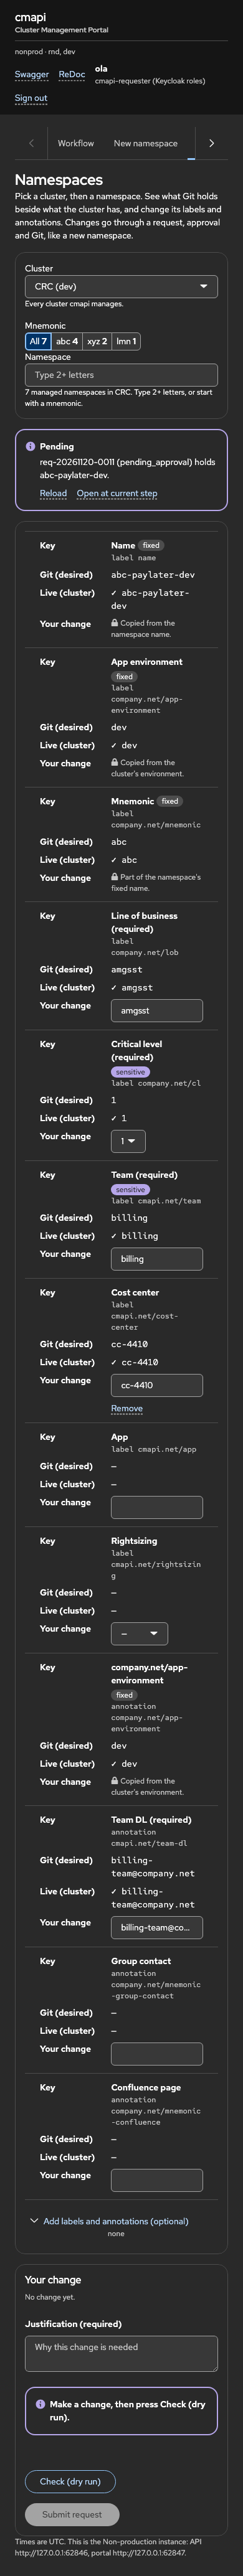 cmapi
Cluster Management Portal
nonprod · rnd, dev
Swagger
ReDoc
ola
cmapi-requester (Keycloak roles)
Sign out
Workflow
New namespace
Namespaces
Pick a cluster, then a namespace. See what Git holds
beside what the cluster has, and change its labels and
annotations. Changes go through a request, approval
and Git, like a new namespace.
Cluster
CRC (dev)
Every cluster cmapi manages.
Mnemonic
All 7
abc 4
xyz 2
lmn 1
Namespace
Type 2+ letters
7 managed namespaces in CRC. Type 2+ letters, or start
with a mnemonic.
Pending
req-20261120-0011 (pending_approval) holds
abc-paylater-dev.
Reload
Open at current step
Key
Name fixed
label name
Git (desired)
abc-paylater-dev
Live (cluster)
✓ abc-paylater-
dev
Your change
Copied from the
namespace name.
Key
App environment
fixed
label
company.net/app-
environment
Git (desired)
dev
Live (cluster)
✓ dev
Your change
Copied from the
cluster's environment.
Key
Mnemonic fixed
label
company.net/mnemonic
Git (desired)
abc
Live (cluster)
✓ abc
Your change
Part of the namespace's
fixed name.
Key
Line of business
(required)
label
company.net/lob
Git (desired)
amgsst
Live (cluster)
✓ amgsst
Your change
amgsst
Key
Critical level
(required)
sensitive
label company.net/cl
Git (desired)
1
Live (cluster)
✓ 1
Your change
1
Key
Team (required)
sensitive
label cmapi.net/team
Git (desired)
billing
Live (cluster)
✓ billing
Your change
billing
Key
Cost center
label
cmapi.net/cost-
center
Git (desired)
cc-4410
Live (cluster)
✓ cc-4410
Your change
cc-4410
Remove
Key
App
label cmapi.net/app
Git (desired)
—
Live (cluster)
—
Your change
Key
Rightsizing
label
cmapi.net/rightsizin
g
Git (desired)
—
Live (cluster)
—
Your change
—
Key
company.net/app-
environment
fixed
annotation
company.net/app-
environment
Git (desired)
dev
Live (cluster)
✓ dev
Your change
Copied from the
cluster's environment.
Key
Team DL (required)
annotation
cmapi.net/team-dl
Git (desired)
billing-
team@company.net
Live (cluster)
✓ billing-
team@company.net
Your change
billing-team@co...
Key
Group contact
annotation
company.net/mnemonic
-group-contact
Git (desired)
—
Live (cluster)
—
Your change
Key
Confluence page
annotation
company.net/mnemonic
-confluence
Git (desired)
—
Live (cluster)
—
Your change
Add labels and annotations (optional)
none
Your change
No change yet.
Justification (required)
Why this change is needed
Make a change, then press Check (dry
run).
Check (dry run)
Submit request
Times are UTC. This is the Non-production instance: API
http://127.0.0.1:62846, portal http://127.0.0.1:62847.